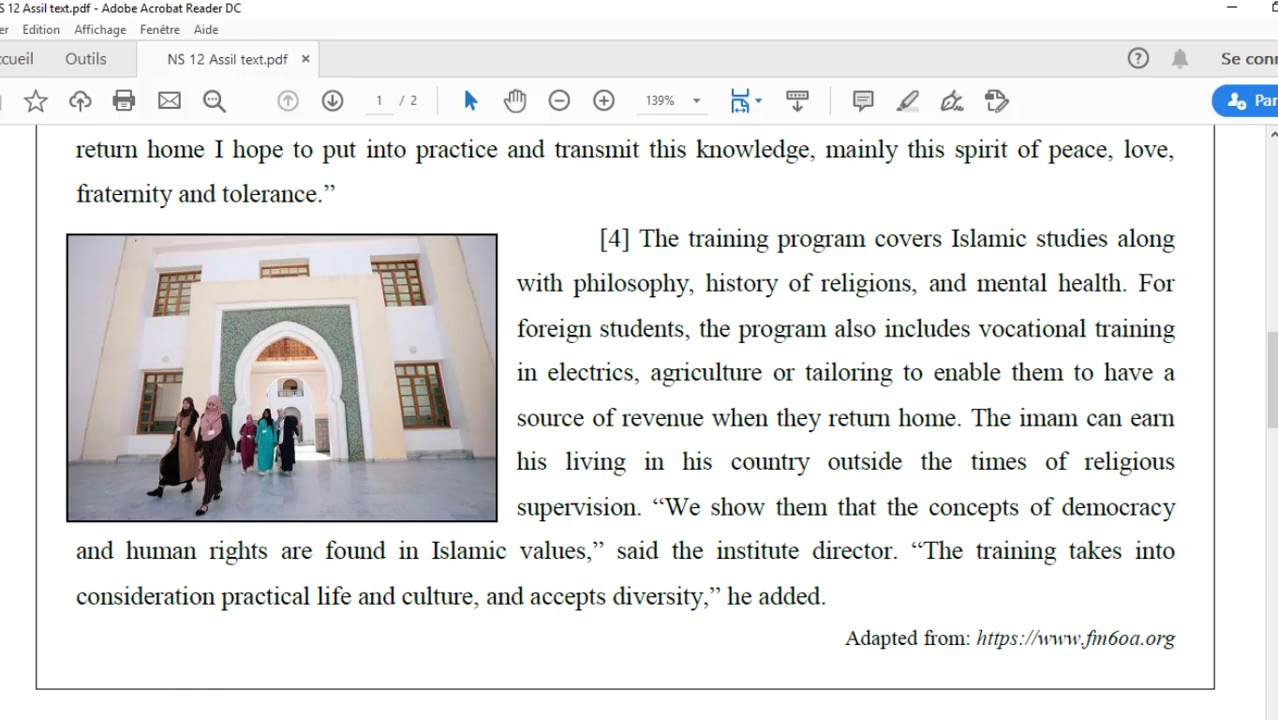 S 12 Assil text.pdf - Adobe Acrobat Reader DC
er Edition Affichage Fenêtre Aide
ccueil Outils NS 12 Assil text.pdf × Se conn
1 / 2 139% Par
return home I hope to put into practice and transmit this knowledge, mainly this spirit of peace, love,
fraternity and tolerance.”
[4] The training program covers Islamic studies along
with philosophy, history of religions, and mental health. For
foreign students, the program also includes vocational training
in electrics, agriculture or tailoring to enable them to have a
source of revenue when they return home. The imam can earn
his living in his country outside the times of religious
supervision. “We show them that the concepts of democracy
and human rights are found in Islamic values,” said the institute director. “The training takes into
consideration practical life and culture, and accepts diversity,” he added.
Adapted from: https://www.fm6oa.org